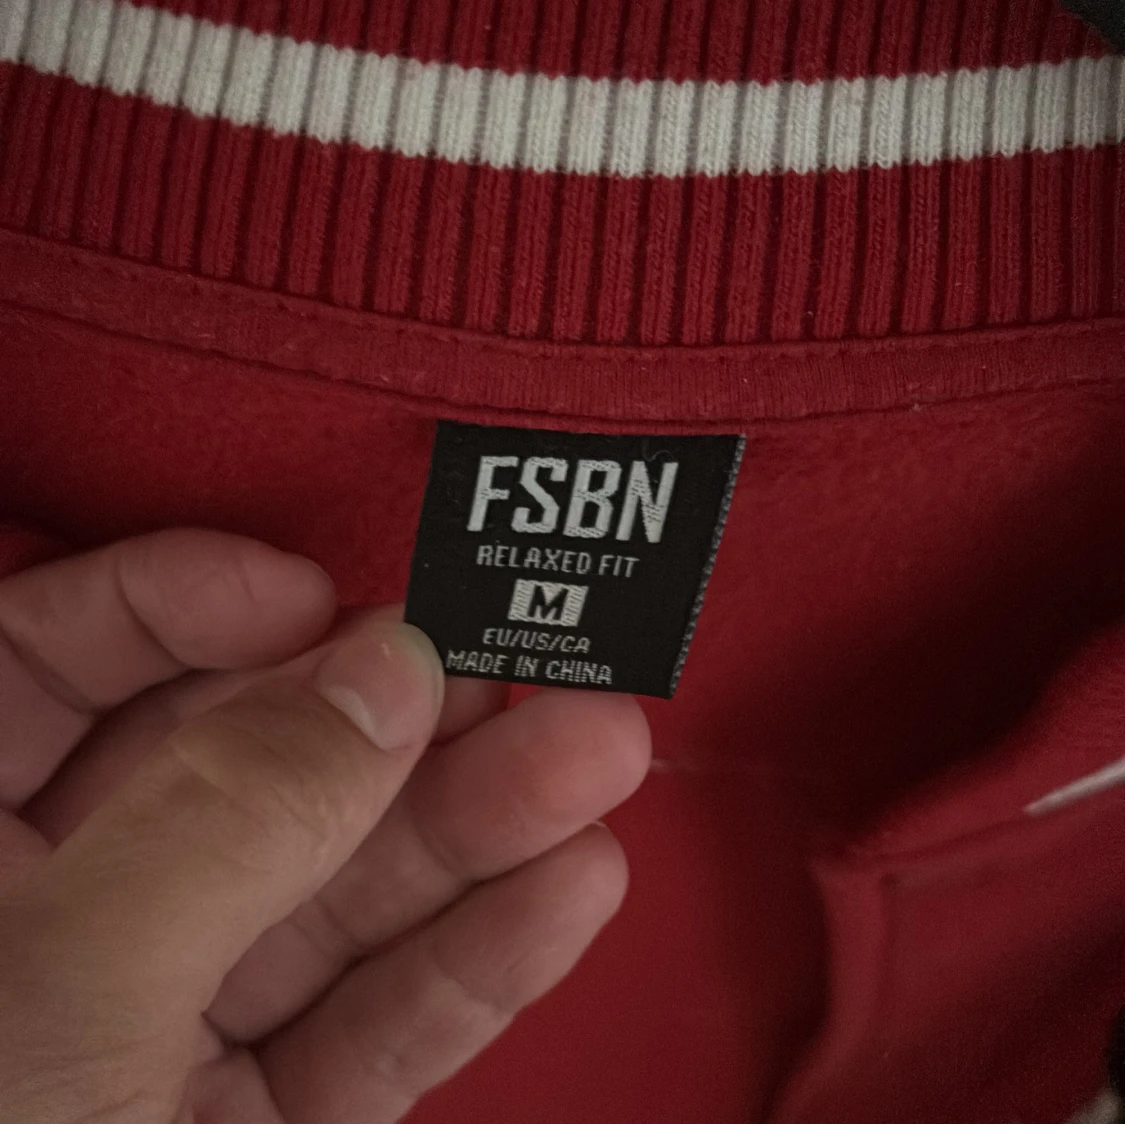 FSBN
RELAXED FIT
M
EU/US/CA
MADE IN CHINA